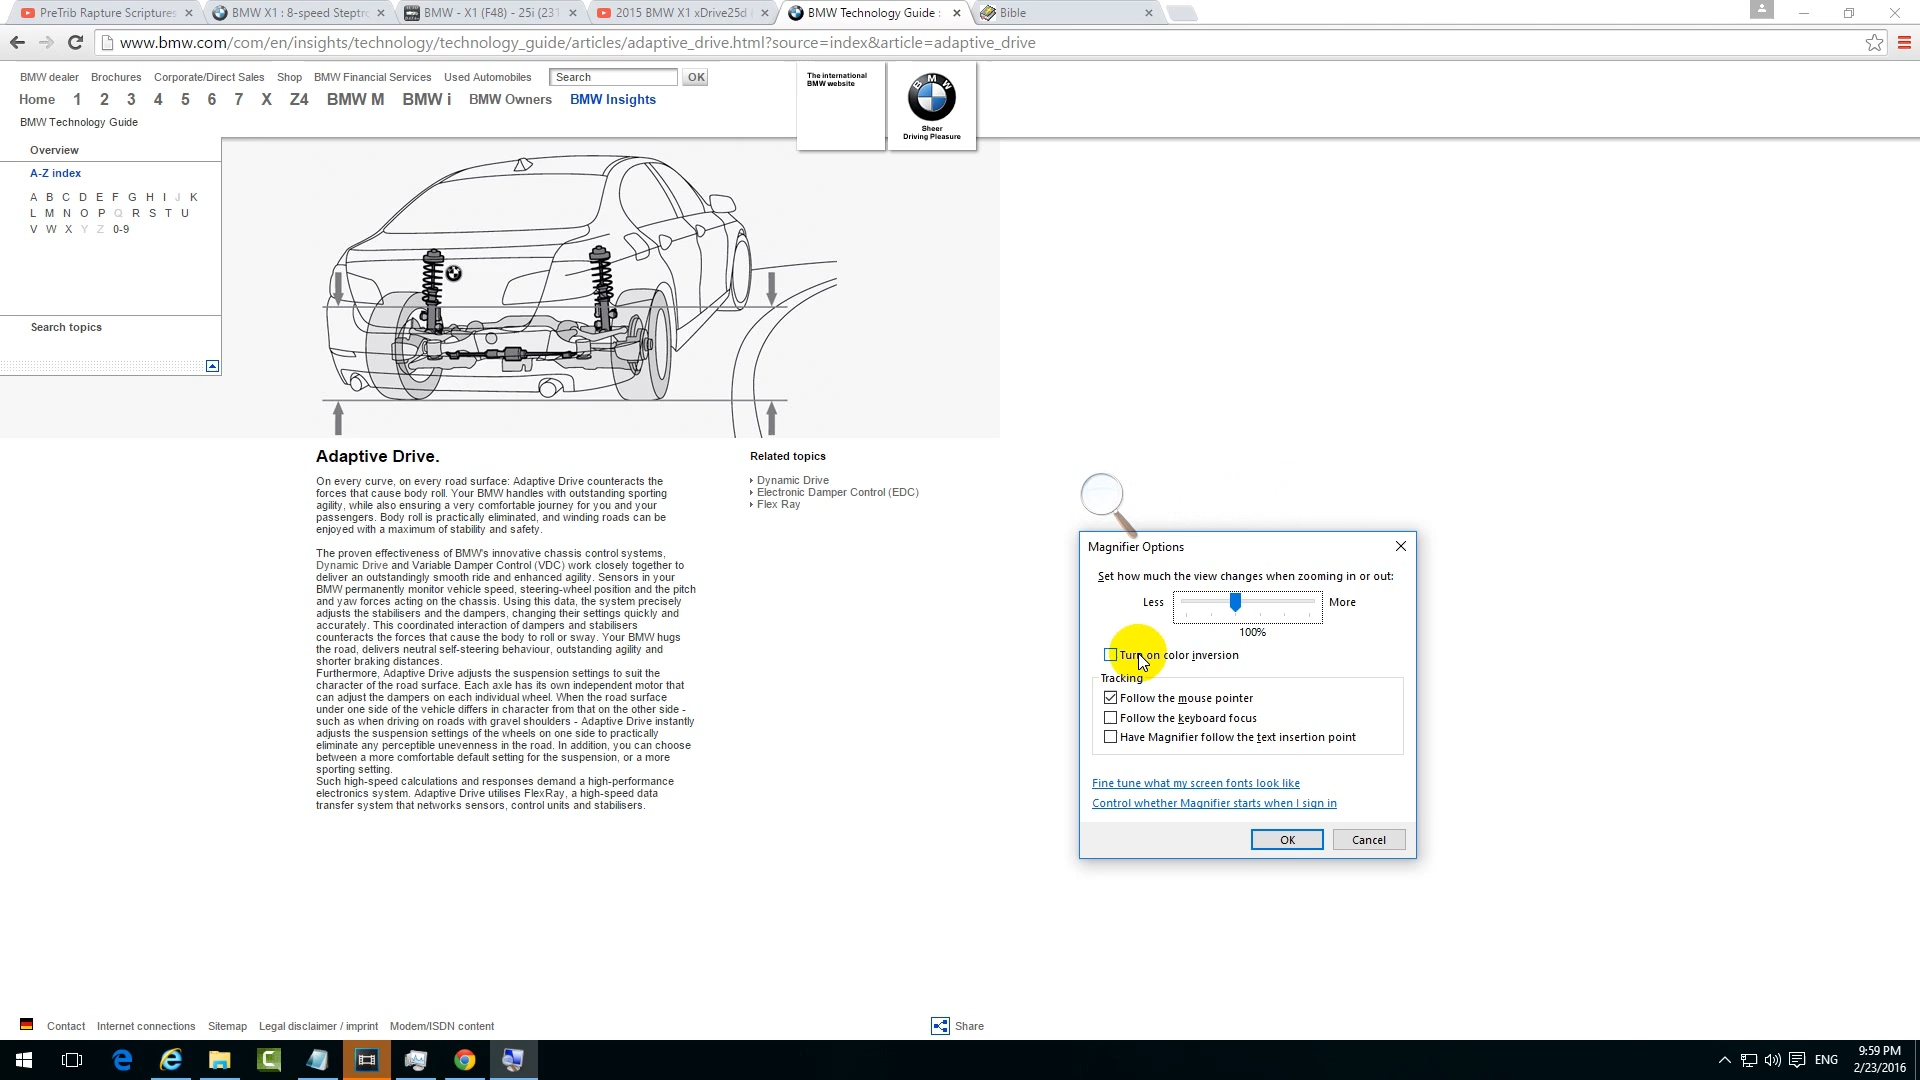 PreTrib Rapture Scriptures
BMW X1 : 8-speed Steptro
BMW - X1 (F48) - 25i (231
2015 BMW X1 xDrive25d
BMW Technology Guide :
Bible
www.bmw.com/com/en/insights/technology/technology_guide/articles/adaptive_drive.html?source=index&article=adaptive_drive
BMW dealer Brochures Corporate/Direct Sales Shop BMW Financial Services Used Automobiles Search OK
Home 1 2 3 4 5 6 7 X Z4 BMW M BMW i BMW Owners BMW Insights
BMW Technology Guide
The international
BMW website
BMW
Sheer
Driving Pleasure
Overview
A-Z index
A B C D E F G H I J K
L M N O P Q R S T U
V W X Y Z 0-9
Search topics
Adaptive Drive.
On every curve, on every road surface: Adaptive Drive counteracts the
forces that cause body roll. Your BMW handles with outstanding sporting
agility, while also ensuring a very comfortable journey for you and your
passengers. Body roll is practically eliminated, and winding roads can be
enjoyed with a maximum of stability and safety.
The proven effectiveness of BMW's innovative chassis control systems,
Dynamic Drive and Variable Damper Control (VDC) work closely together to
deliver an outstandingly smooth ride and enhanced agility. Sensors in your
BMW permanently monitor vehicle speed, steering-wheel position and the pitch
and yaw forces acting on the chassis. Using this data, the system precisely
adjusts the stabilisers and the dampers, changing their settings quickly and
accurately. This coordinated interaction of dampers and stabilisers
counteracts the forces that cause the body to roll or sway. Your BMW hugs
the road, delivers neutral self-steering behaviour, outstanding agility and
shorter braking distances.
Furthermore, Adaptive Drive adjusts the suspension settings to suit the
character of the road surface. Each axle has its own independent motor that
can adjust the dampers on each individual wheel. When the road surface
under one side of the vehicle differs in character from that on the other side -
such as when driving on roads with gravel shoulders - Adaptive Drive instantly
adjusts the suspension settings of the wheels on one side to practically
eliminate any perceptible unevenness in the road. In addition, you can choose
between a more comfortable default setting for the suspension, or a more
sporting setting.
Such high-speed calculations and responses demand a high-performance
electronics system. Adaptive Drive utilises FlexRay, a high-speed data
transfer system that networks sensors, control units and stabilisers.
Related topics
Dynamic Drive
Electronic Damper Control (EDC)
Flex Ray
Magnifier Options
Set how much the view changes when zooming in or out:
Less More
100%
Turn on color inversion
Tracking
Follow the mouse pointer
Follow the keyboard focus
Have Magnifier follow the text insertion point
Fine tune what my screen fonts look like
Control whether Magnifier starts when I sign in
OK Cancel
Contact Internet connections Sitemap Legal disclaimer / imprint Modem/ISDN content
Share
ENG
9:59 PM
2/23/2016